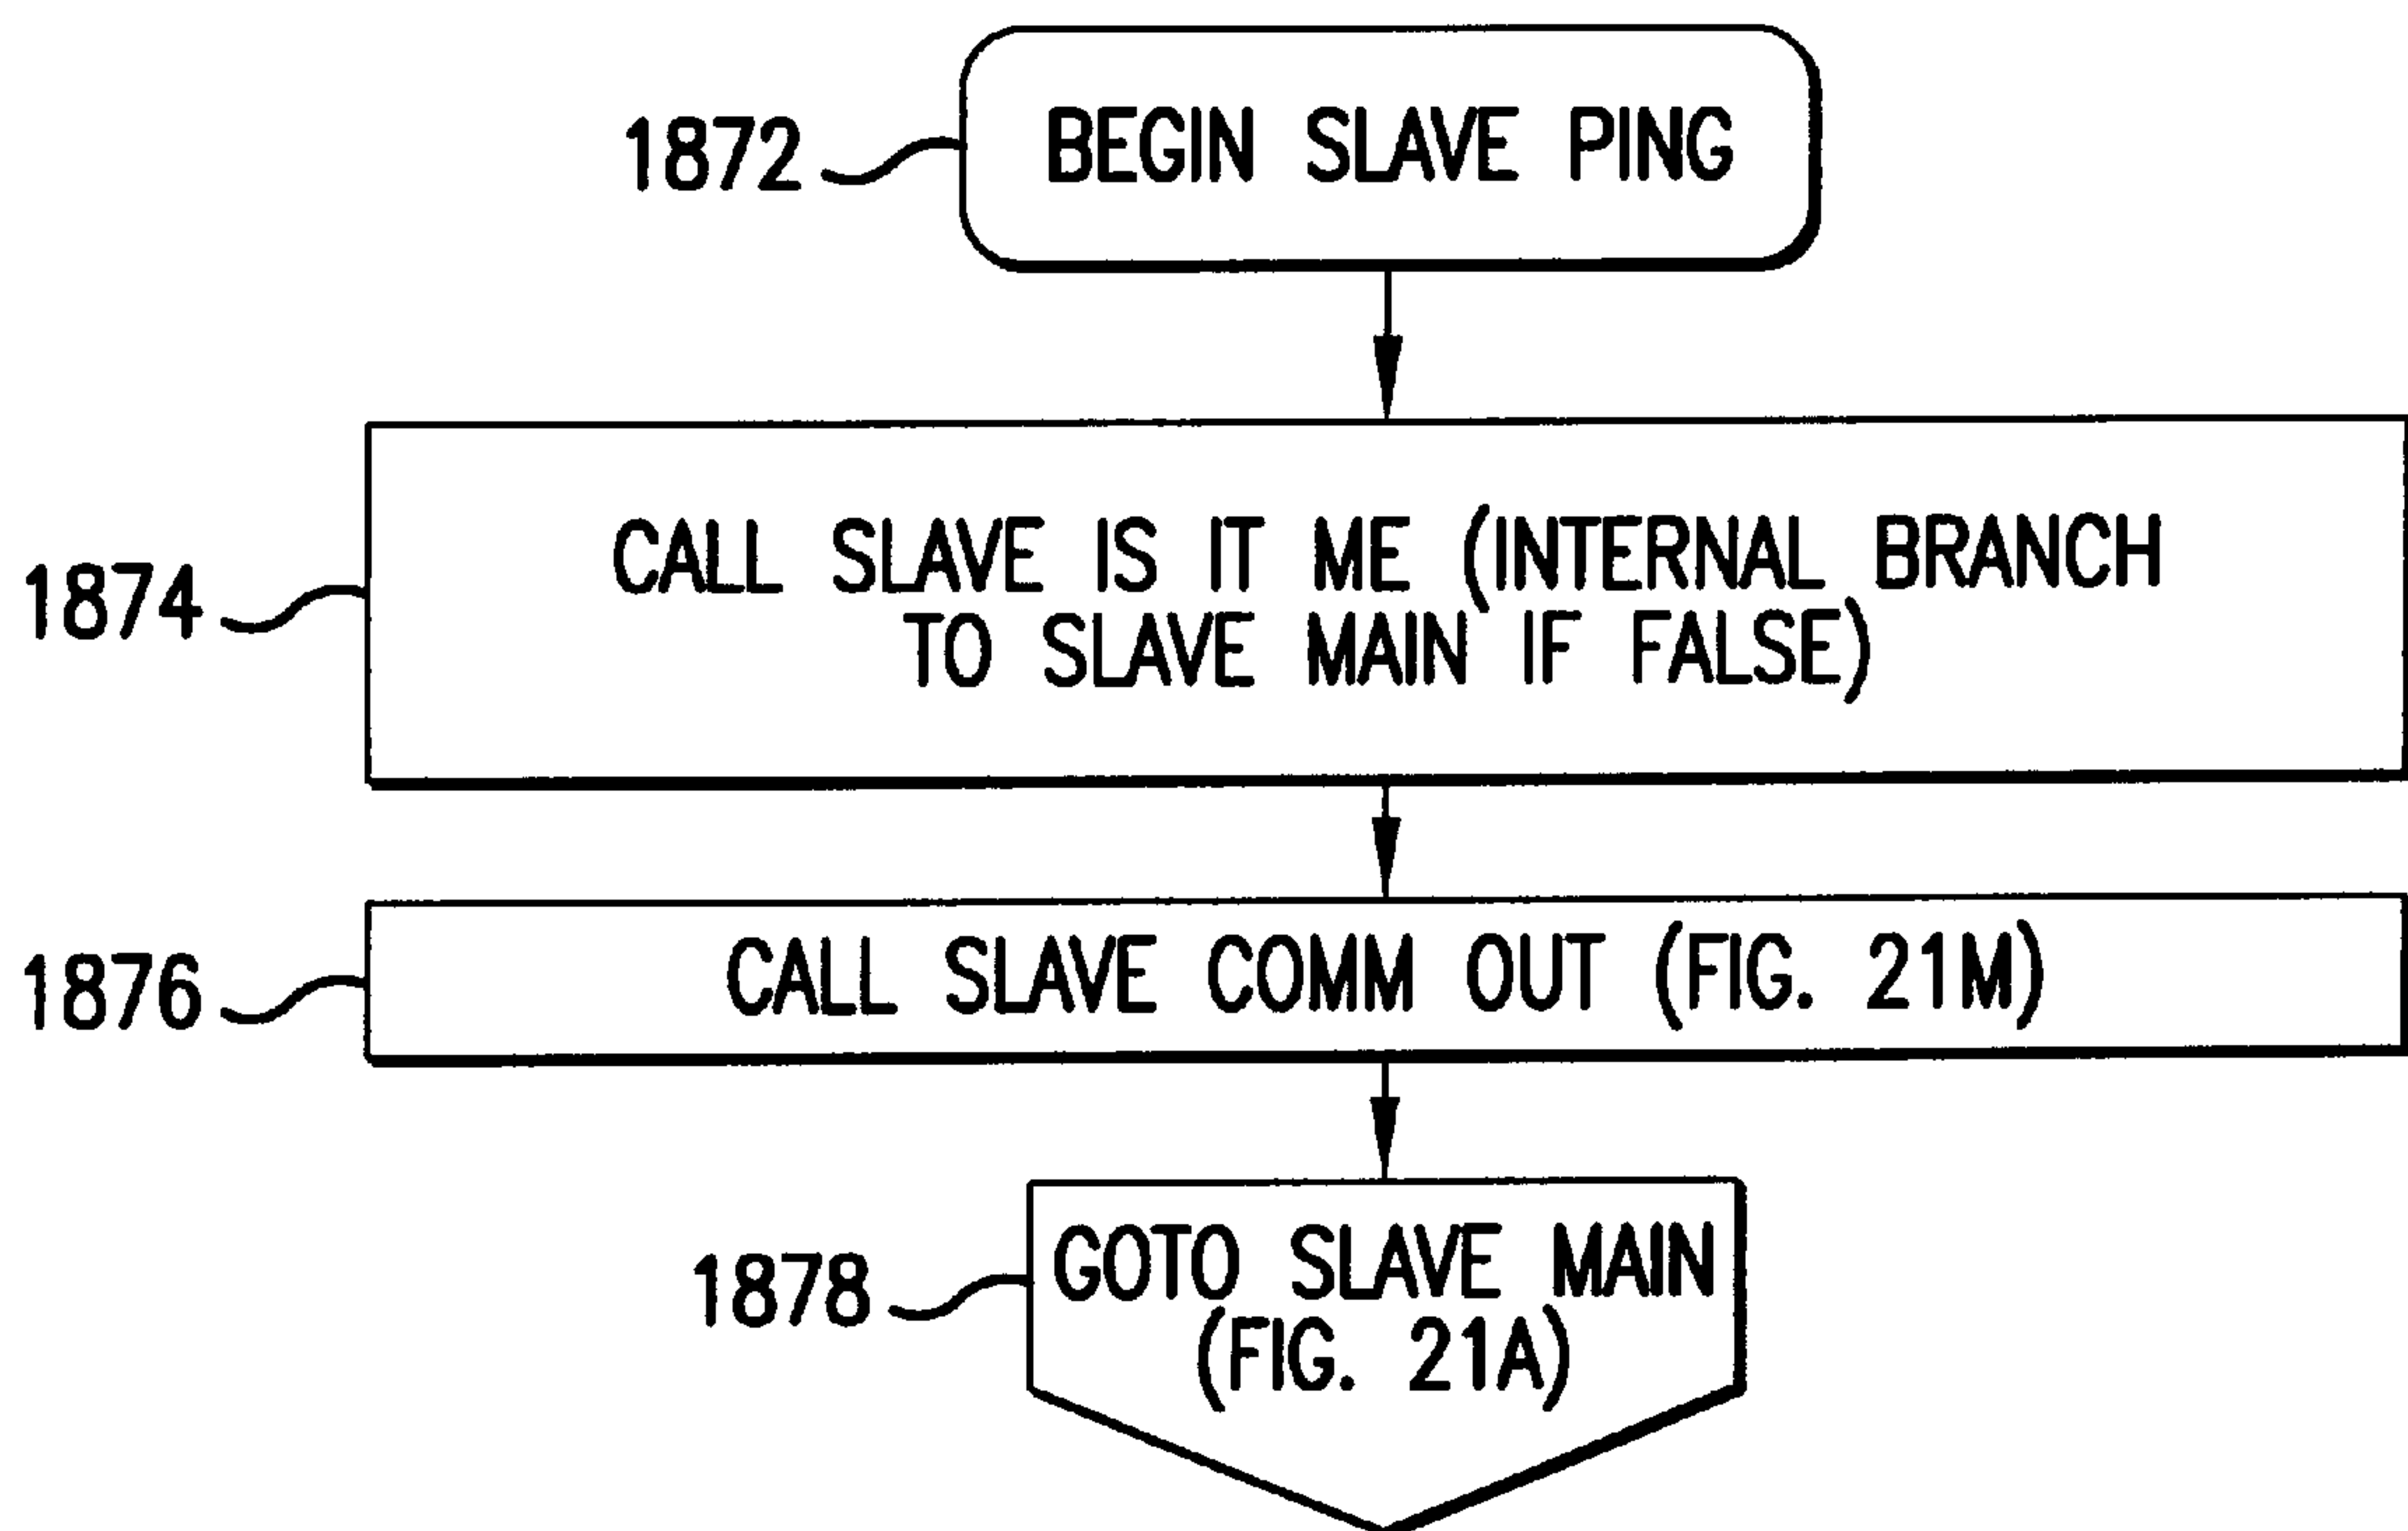 1872
BEGIN SLAVE PING
1874
CALL SLAVE IS IT ME (INTERNAL BRANCH
TO SLAVE MAIN IF FALSE)
1876
CALL SLAVE COMM OUT (FIG. 21M)
1878
GOTO SLAVE MAIN
(FIG. 21A)